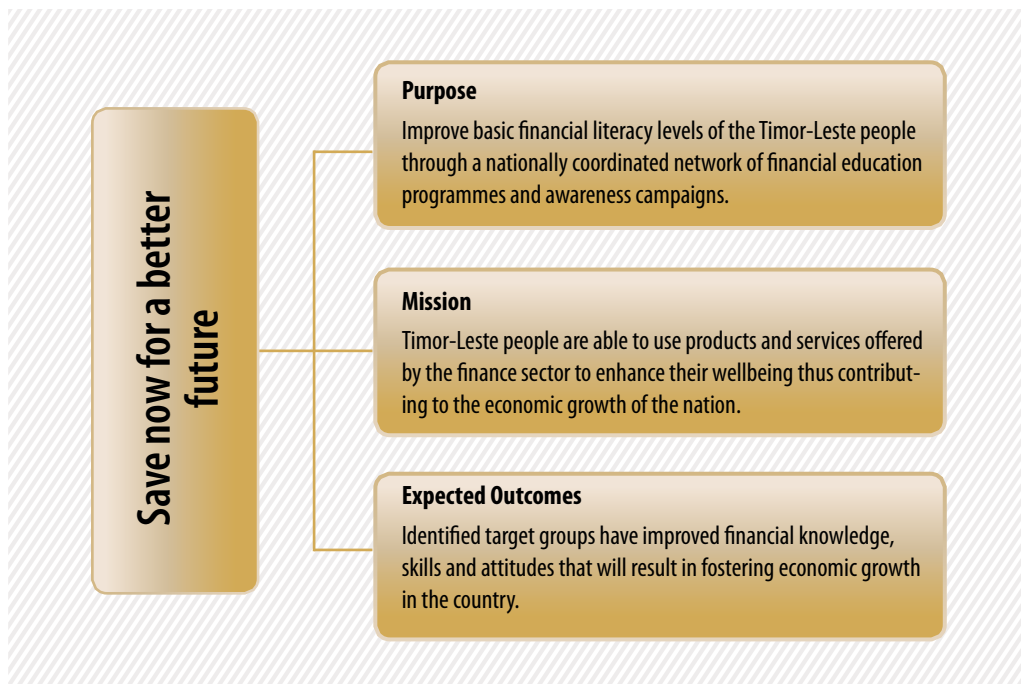 Save now for a better
future
Purpose
Improve basic financial literacy levels of the Timor-Leste people
through a nationally coordinated network of financial education
programmes and awareness campaigns.
Mission
Timor-Leste people are able to use products and services offered
by the finance sector to enhance their wellbeing thus contribut-
ing to the economic growth of the nation.
Expected Outcomes
Identified target groups have improved financial knowledge,
skills and attitudes that will result in fostering economic growth
in the country.